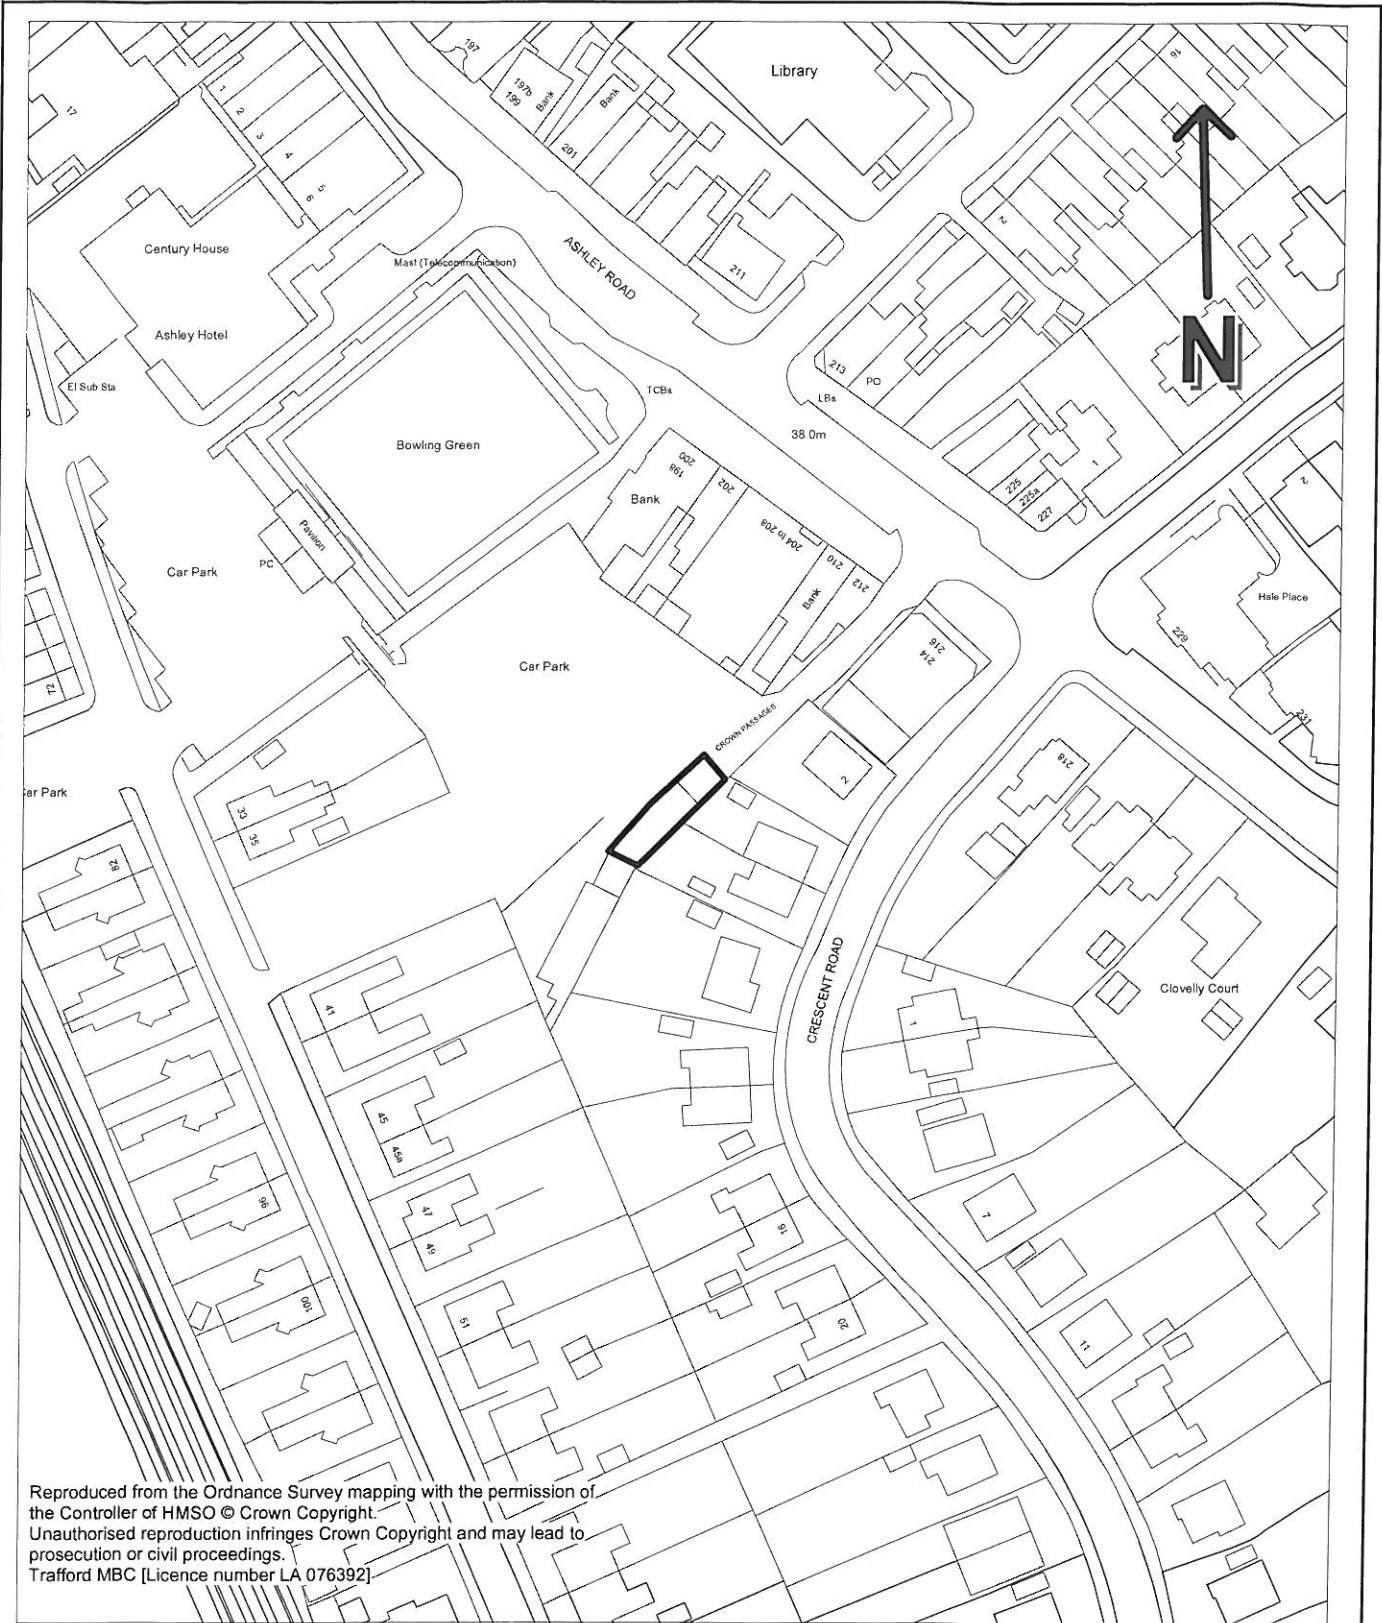 197
197b
199
Bank
Bank
201
Library
16
17
1
2
3
4
5
6
2
Century House
Mast (Telecommunication)
ASHLEY ROAD
211
Ashley Hotel
N
El Sub Sta
TCBs
213
PO
LBs
38.0m
Bowling Green
198
200
202
Bank
204 to 208
210
212
Bank
225
225a
227
1
2
Pavilion
PC
Car Park
Hale Place
229
231
214
216
72
Car Park
CROWN PASSAGES
2
218
Car Park
33
35
82
41
CRESCENT ROAD
Clovelly Court
1
45
45a
96
47
49
16
7
100
51
20
11
Reproduced from the Ordnance Survey mapping with the permission of
the Controller of HMSO © Crown Copyright.
Unauthorised reproduction infringes Crown Copyright and may lead to
prosecution or civil proceedings.
Trafford MBC [Licence number LA 076392]